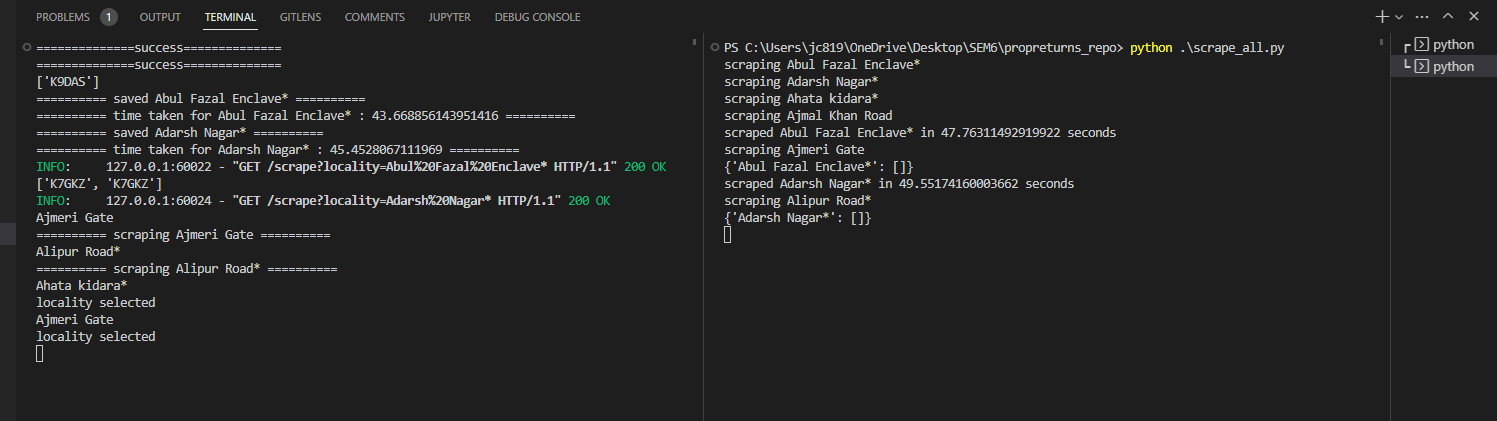 PROBLEMS 1 OUTPUT TERMINAL GITLENS COMMENTS JUPYTER DEBUG CONSOLE
==============success==============
==============success==============
['K9DAS']
========== saved Abul Fazal Enclave* ==========
========== time taken for Abul Fazal Enclave* : 43.668856143951416 ==========
========== saved Adarsh Nagar* ==========
========== time taken for Adarsh Nagar* : 45.4528067111969 ==========
INFO:     127.0.0.1:60022 - "GET /scrape?locality=Abul%20Fazal%20Enclave* HTTP/1.1" 200 OK
['K7GKZ', 'K7GKZ']
INFO:     127.0.0.1:60024 - "GET /scrape?locality=Adarsh%20Nagar* HTTP/1.1" 200 OK
Ajmeri Gate
========== scraping Ajmeri Gate ==========
Alipur Road*
========== scraping Alipur Road* ==========
Ahata kidara*
locality selected
Ajmeri Gate
locality selected
PS C:\Users\jc819\OneDrive\Desktop\SEM6\propreturns_repo> python .\scrape_all.py
scraping Abul Fazal Enclave*
scraping Adarsh Nagar*
scraping Ahata kidara*
scraping Ajmal Khan Road
scraped Abul Fazal Enclave* in 47.76311492919922 seconds
scraping Ajmeri Gate
{'Abul Fazal Enclave*': []}
scraped Adarsh Nagar* in 49.55174160003662 seconds
scraping Alipur Road*
{'Adarsh Nagar*': []}
python
python